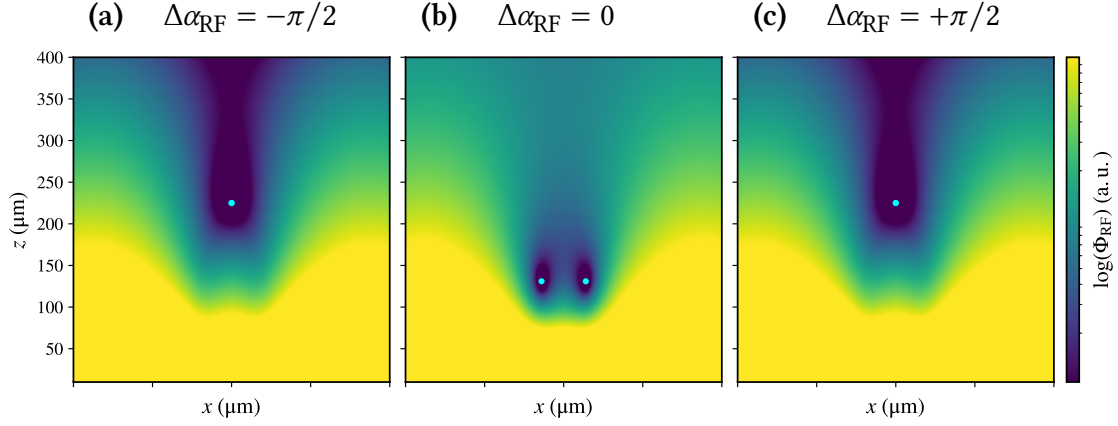 (a) Δα_RF = −π/2
(b) Δα_RF = 0
(c) Δα_RF = +π/2
400
350
300
250
200
150
100
50
z (µm)
x (µm)
x (µm)
x (µm)
log(Φ_RF) (a. u.)